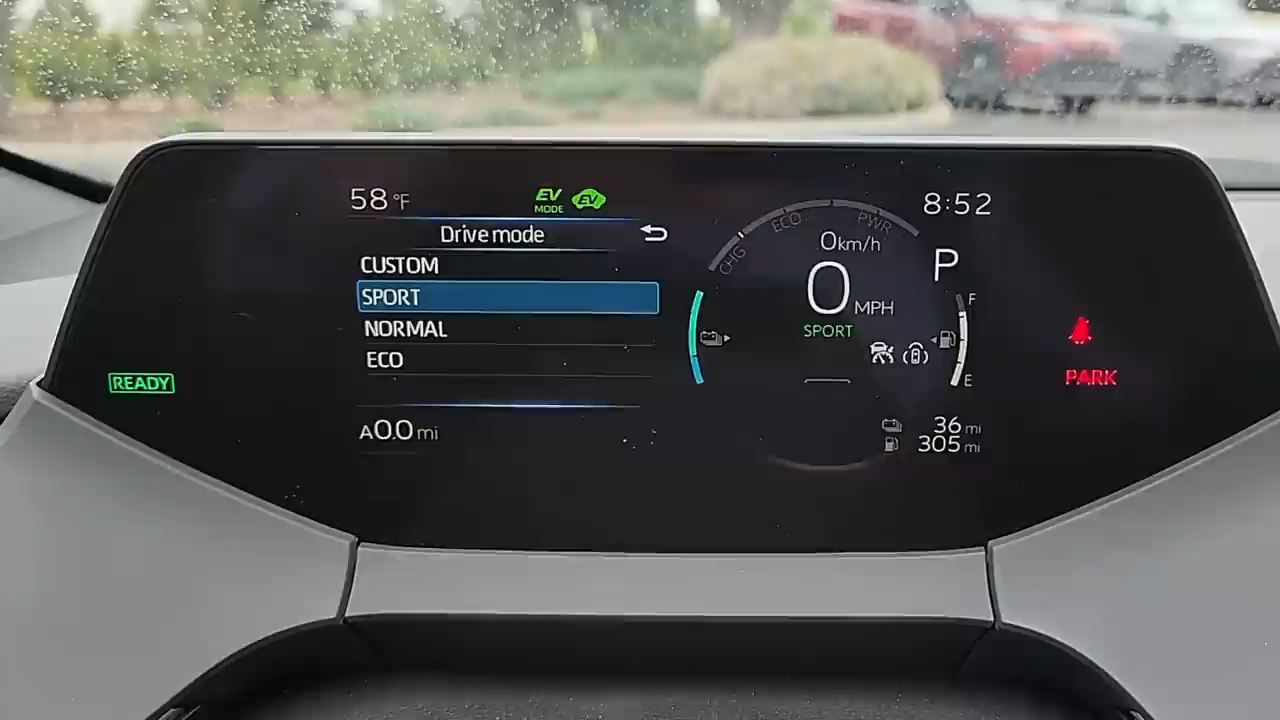 58 °F
EV
MODE
EV
8:52
Drive mode
CUSTOM
SPORT
NORMAL
ECO
A0.0 mi
READY
CHG
ECO
PWR
0km/h
0 MPH
SPORT
P
F
E
PARK
36 mi
305 mi